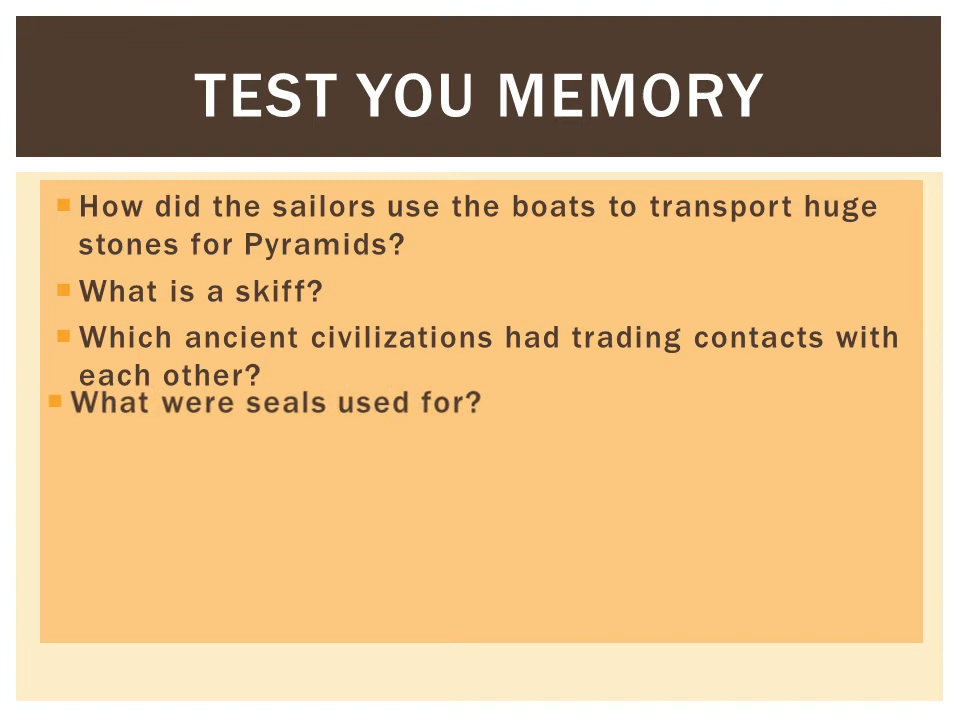 TEST YOU MEMORY
How did the sailors use the boats to transport huge
stones for Pyramids?
What is a skiff?
Which ancient civilizations had trading contacts with
each other?
What were seals used for?